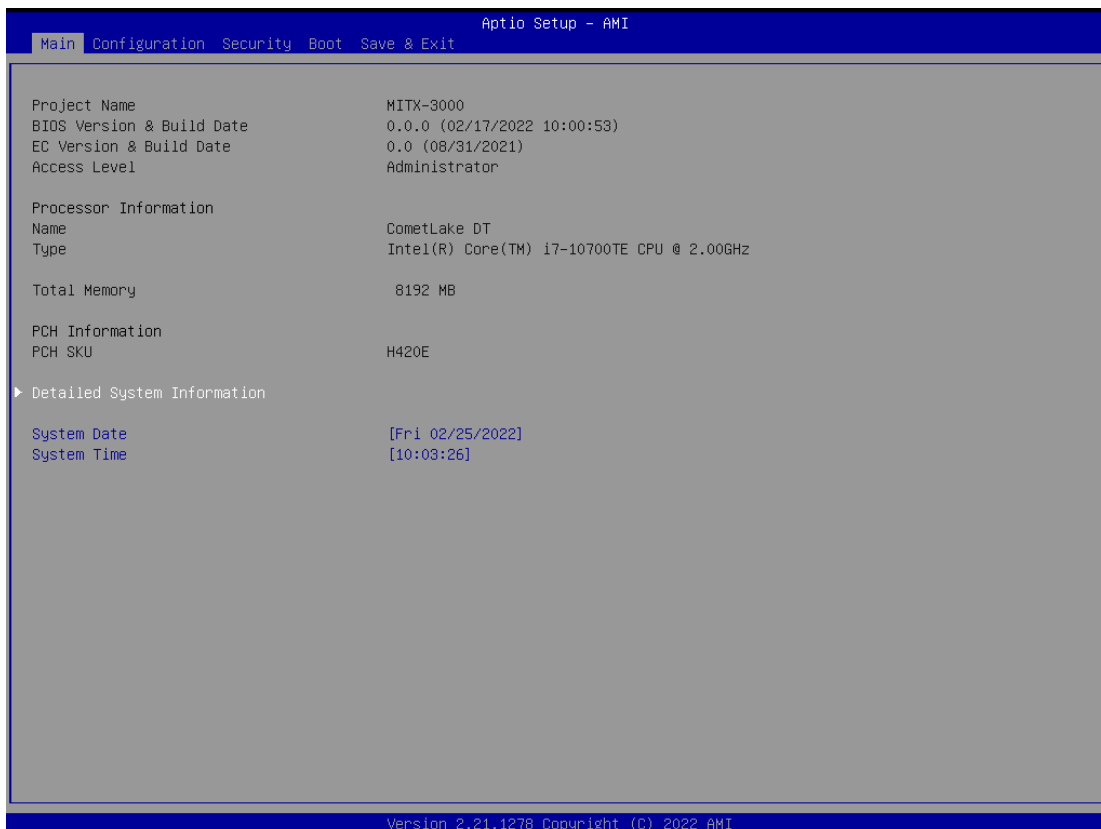 Aptio Setup – AMI
Main Configuration Security Boot Save & Exit
Project Name MITX-3000
BIOS Version & Build Date 0.0.0 (02/17/2022 10:00:53)
EC Version & Build Date 0.0 (08/31/2021)
Access Level Administrator
Processor Information
Name CometLake DT
Type Intel(R) Core(TM) i7-10700TE CPU @ 2.00GHz
Total Memory 8192 MB
PCH Information
PCH SKU H420E
Detailed System Information
System Date [Fri 02/25/2022]
System Time [10:03:26]
Version 2.21.1278 Copyright (C) 2022 AMI